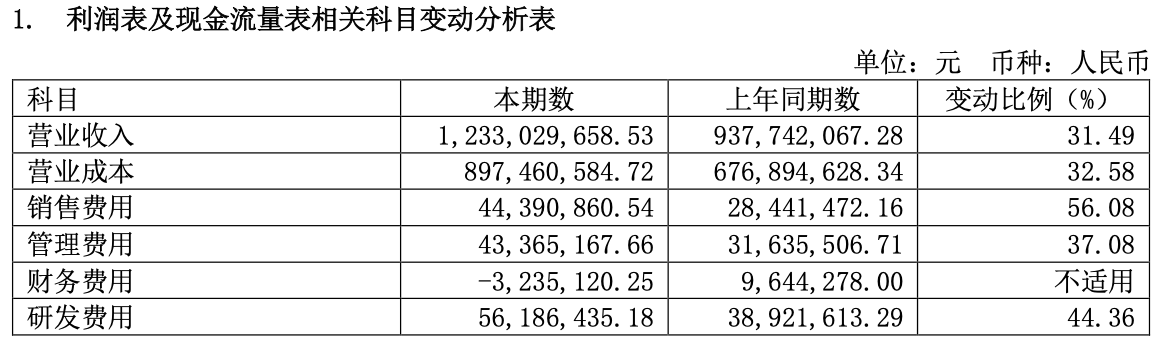 1. 利润表及现金流量表相关科目变动分析表
单位：元 币种：人民币
科目 本期数 上年同期数 变动比例（%）
营业收入 1,233,029,658.53 937,742,067.28 31.49
营业成本 897,460,584.72 676,894,628.34 32.58
销售费用 44,390,860.54 28,441,472.16 56.08
管理费用 43,365,167.66 31,635,506.71 37.08
财务费用 -3,235,120.25 9,644,278.00 不适用
研发费用 56,186,435.18 38,921,613.29 44.36